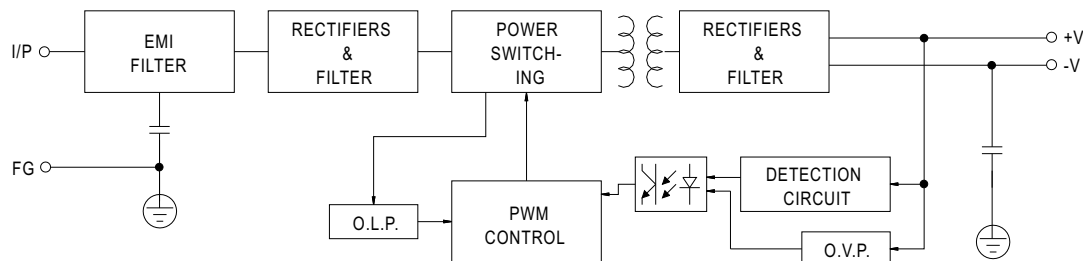 I/P
EMI
FILTER
RECTIFIERS
&
FILTER
POWER
SWITCH-
ING
RECTIFIERS
&
FILTER
+V
-V
FG
O.L.P.
PWM
CONTROL
DETECTION
CIRCUIT
O.V.P.